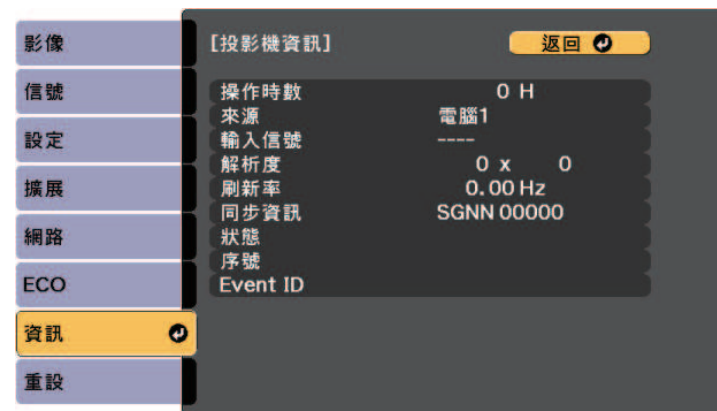 影像
信號
設定
擴展
網路
ECO
資訊
重設
[投影機資訊] 返回
操作時數 0 H
來源 電腦1
輸入信號 ----
解析度 0 x 0
刷新率 0.00 Hz
同步資訊 SGNN 00000
狀態
序號
Event ID